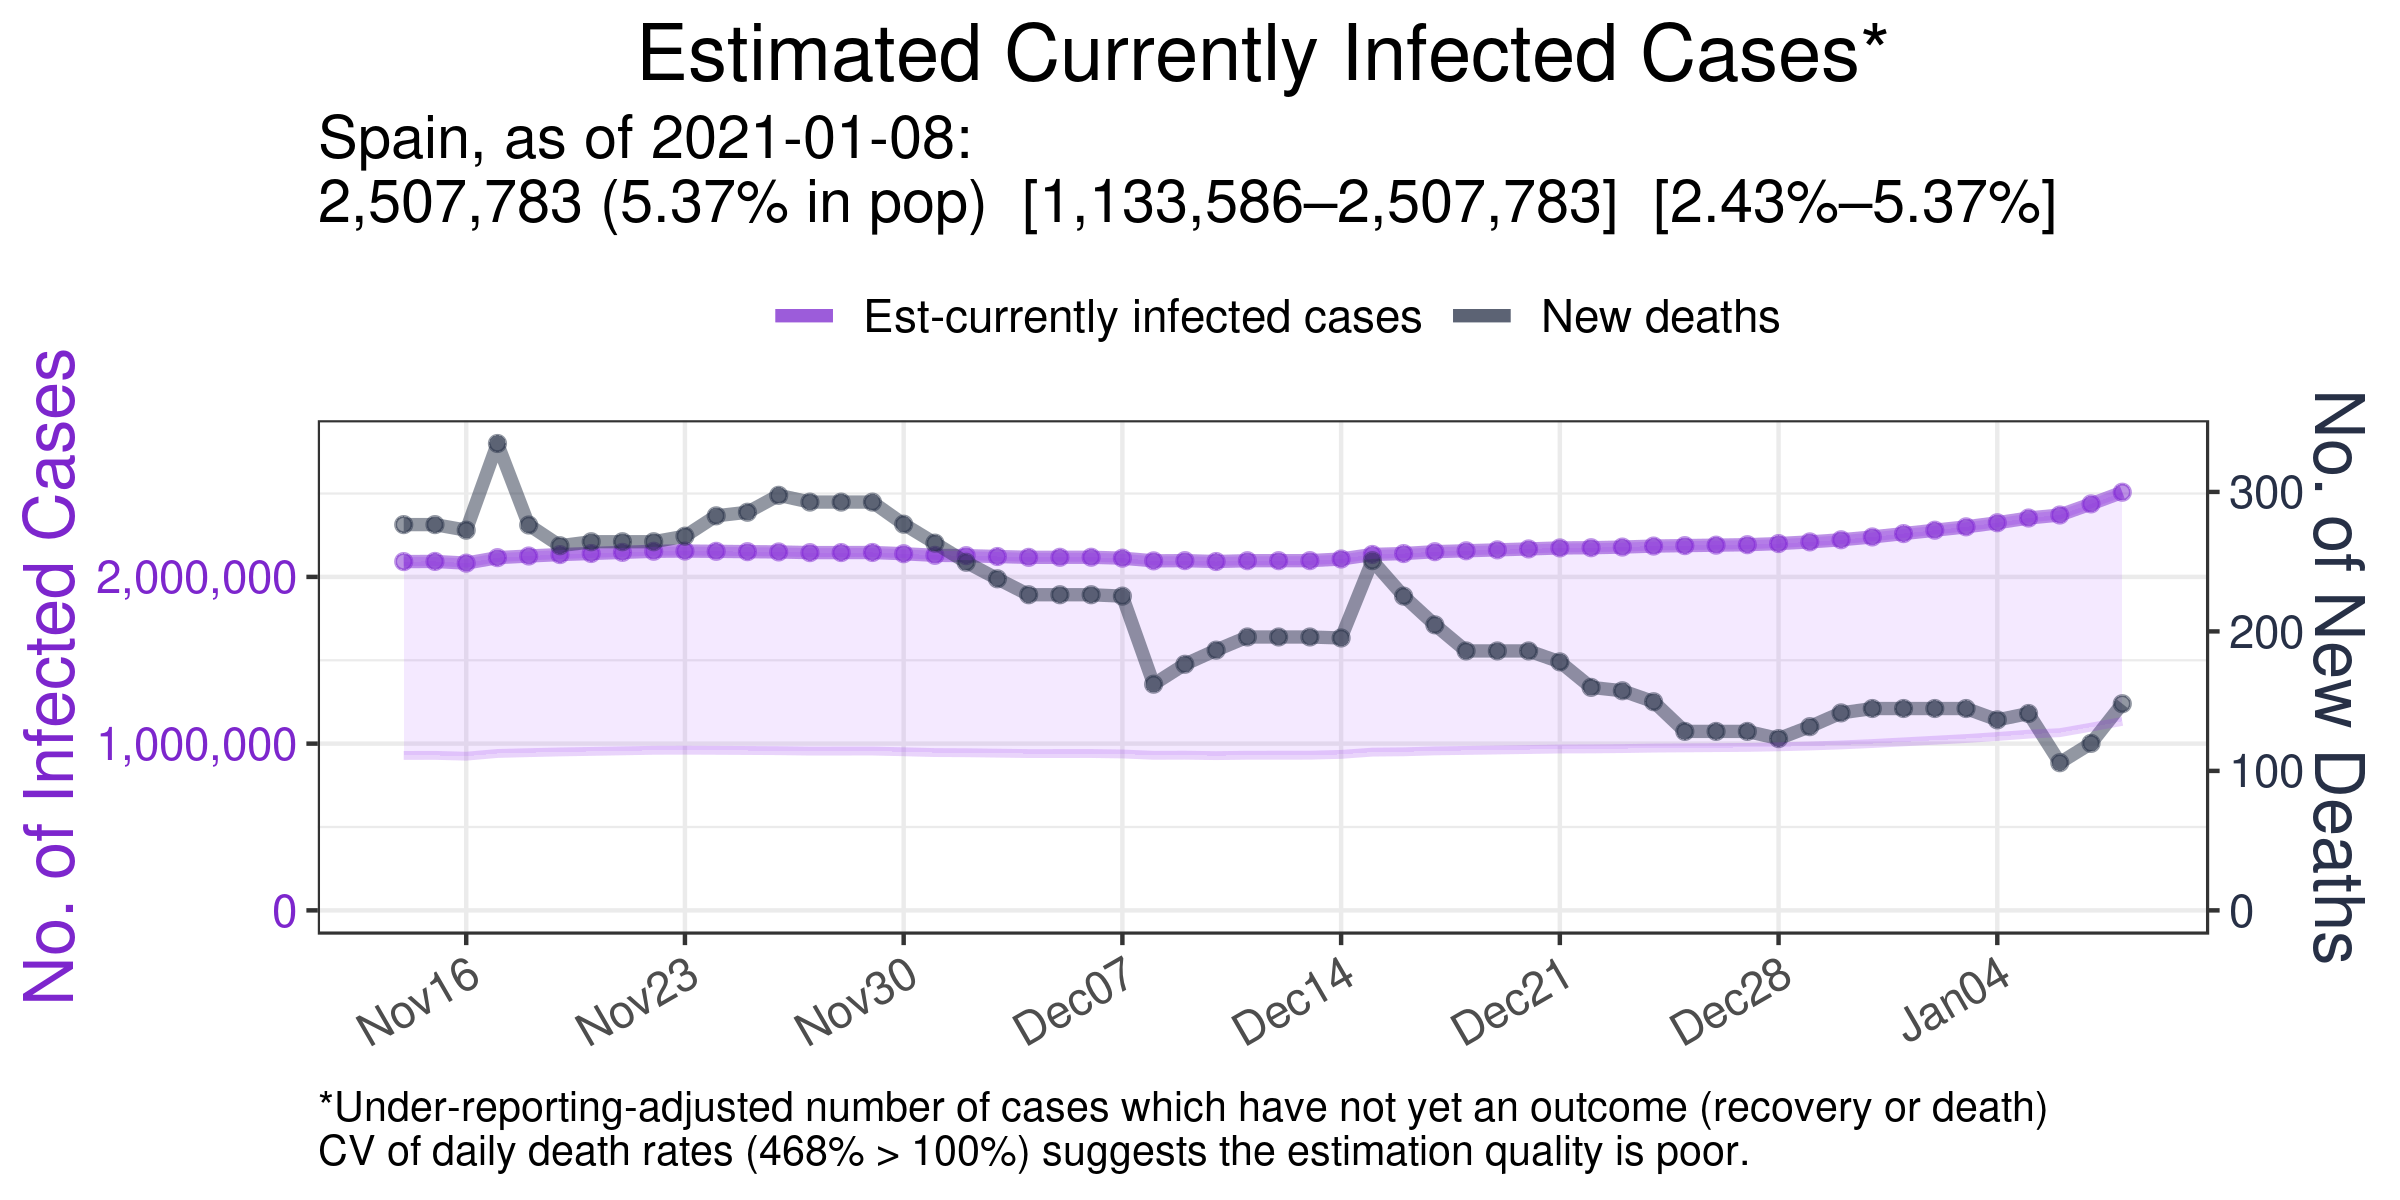 Estimated Currently Infected Cases*
Spain, as of 2021-01-08:
2,507,783 (5.37% in pop)  [1,133,586–2,507,783]  [2.43%–5.37%]
Est-currently infected cases
New deaths
No. of Infected Cases
2,000,000
1,000,000
0
300
200
100
0
No. of New Deaths
Nov16
Nov23
Nov30
Dec07
Dec14
Dec21
Dec28
Jan04
*Under-reporting-adjusted number of cases which have not yet an outcome (recovery or death)
CV of daily death rates (468% > 100%) suggests the estimation quality is poor.